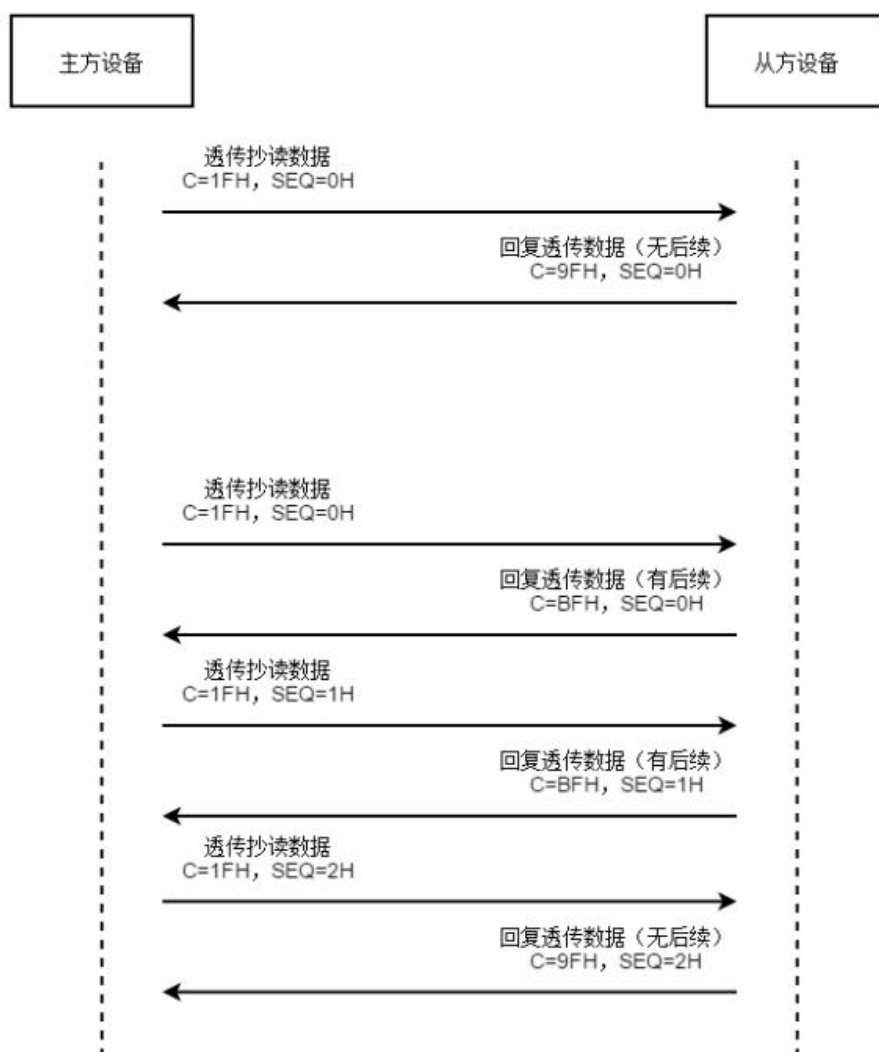 主方设备
从方设备
透传抄读数据
C=1FH，SEQ=0H
回复透传数据（无后续）
C=9FH，SEQ=0H
透传抄读数据
C=1FH，SEQ=0H
回复透传数据（有后续）
C=BFH，SEQ=0H
透传抄读数据
C=1FH，SEQ=1H
回复透传数据（有后续）
C=BFH，SEQ=1H
透传抄读数据
C=1FH，SEQ=2H
回复透传数据（无后续）
C=9FH，SEQ=2H